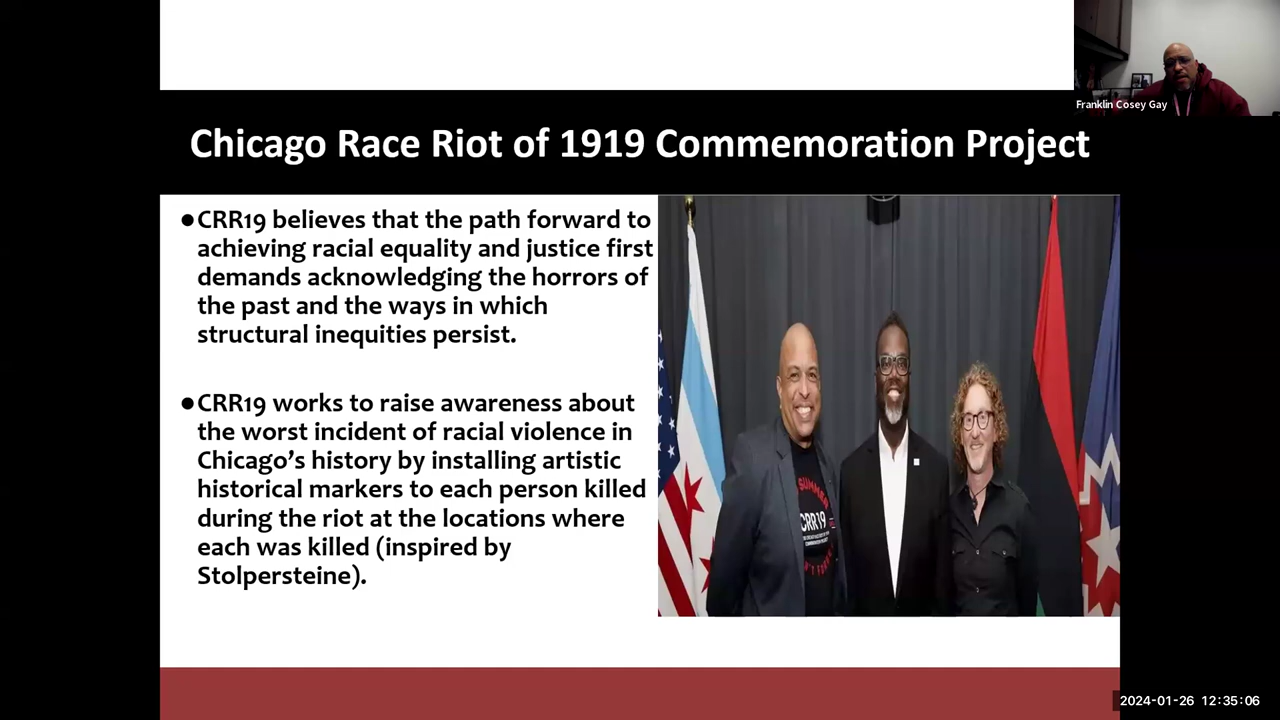 Franklin Cosey Gay
Chicago Race Riot of 1919 Commemoration Project
●CRR19 believes that the path forward to
achieving racial equality and justice first
demands acknowledging the horrors of
the past and the ways in which
structural inequities persist.
●CRR19 works to raise awareness about
the worst incident of racial violence in
Chicago’s history by installing artistic
historical markers to each person killed
during the riot at the locations where
each was killed (inspired by
Stolpersteine).
SUMMER
CRR19
2024-01-26 12:35:06